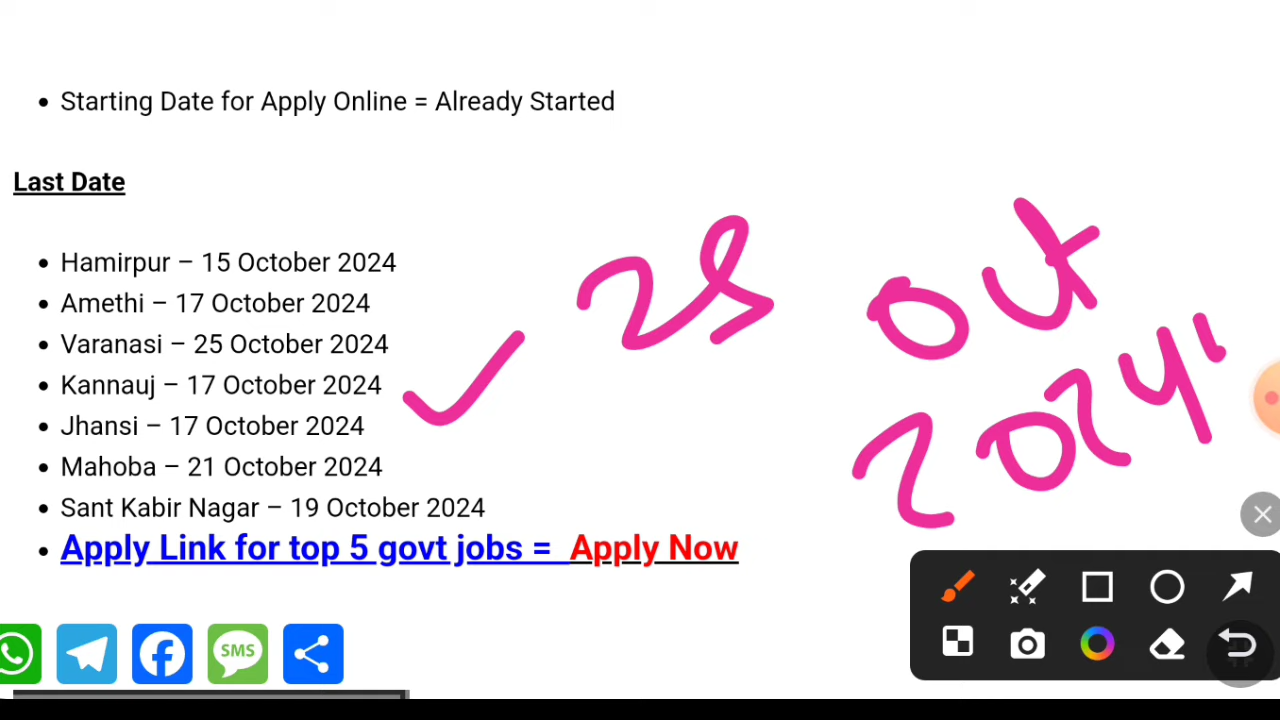 Starting Date for Apply Online = Already Started
Last Date
Hamirpur – 15 October 2024
Amethi – 17 October 2024
Varanasi – 25 October 2024
Kannauj – 17 October 2024
Jhansi – 17 October 2024
Mahoba – 21 October 2024
Sant Kabir Nagar – 19 October 2024
Apply Link for top 5 govt jobs = Apply Now
25 Oct
2024
SMS